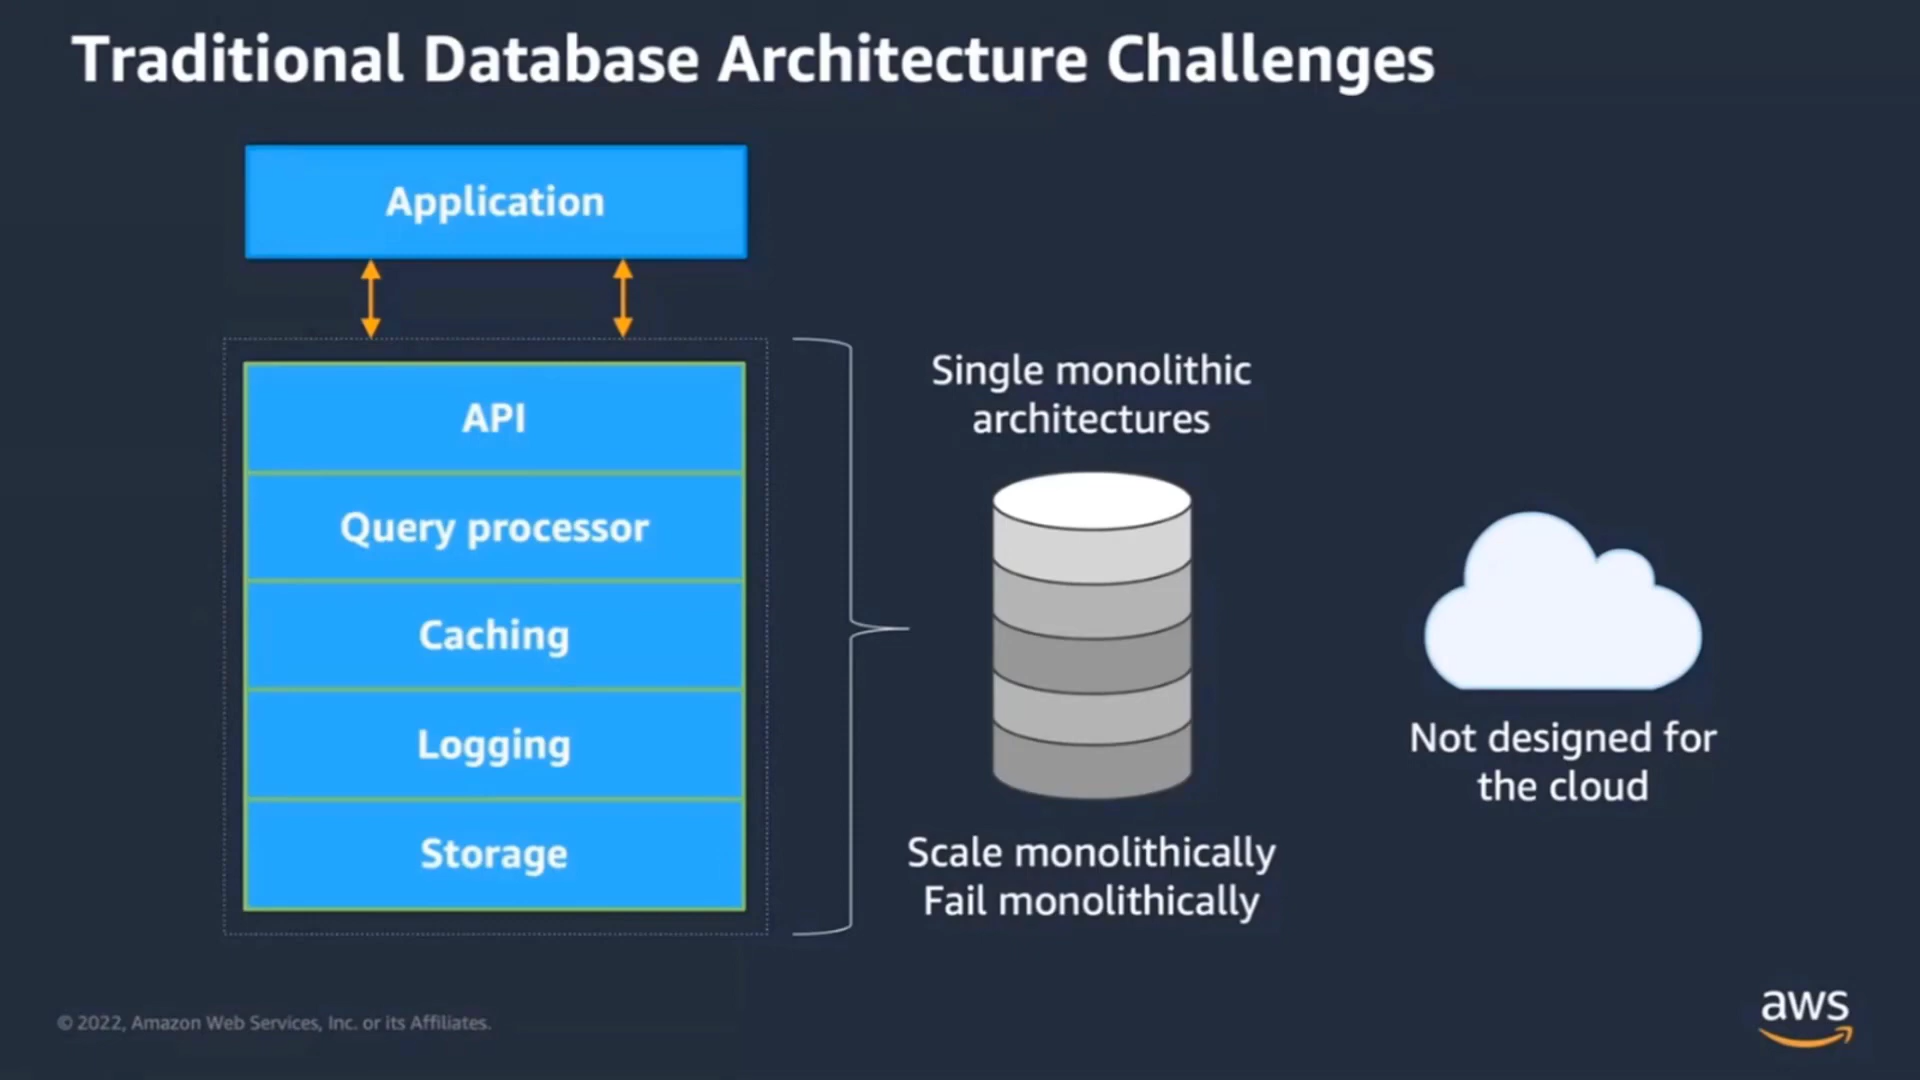 Traditional Database Architecture Challenges
Application
API
Query processor
Caching
Logging
Storage
Single monolithic
architectures
Scale monolithically
Fail monolithically
Not designed for
the cloud
© 2022, Amazon Web Services, Inc. or its Affiliates.
aws